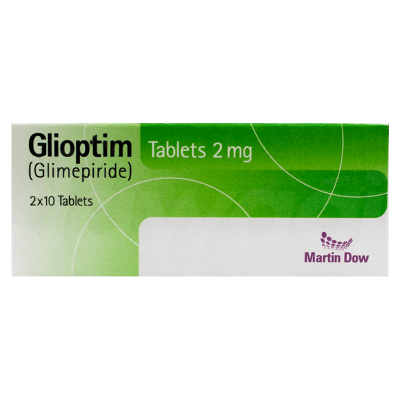 Glioptim
Tablets 2 mg
(Glimepiride)
2x10 Tablets
Martin Dow